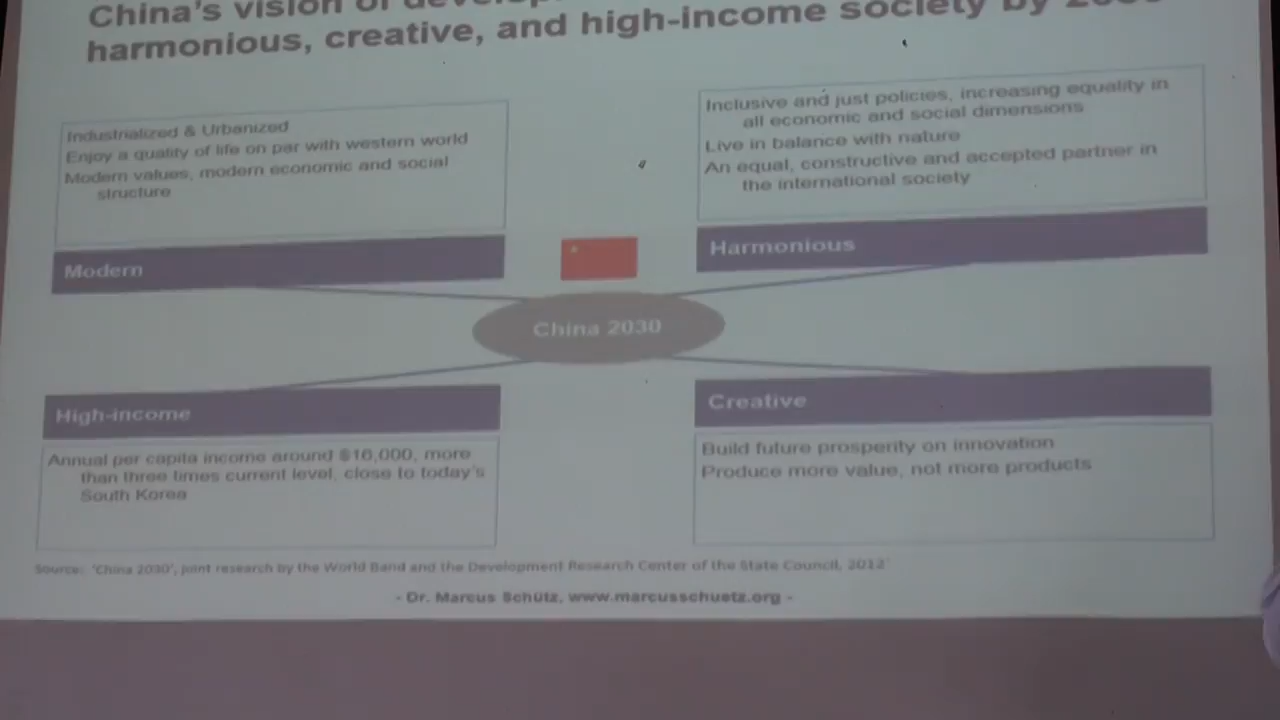 China's vision of
harmonious, creative, and high-income society by
Industrialized & Urbanized
Enjoy a quality of life on par with western world
Modern values, modern economic and social
structure
Modern
Inclusive and just policies, increasing equality in
all economic and social dimensions
Live in balance with nature
An equal, constructive and accepted partner in
the international society
Harmonious
China 2030
High-income
Annual per capita income around $16,000, more
than three times current level, close to today's
South Korea
Creative
Build future prosperity on innovation
Produce more value, not more products
Source: 'China 2030', joint research by the World Band and the Development Research Center of the State Council, 2012
- Dr. Marcus Schütz, www.marcusschuetz.org -